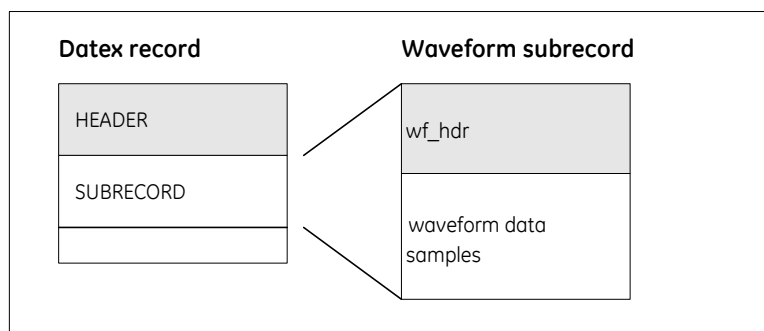 Datex record
Waveform subrecord
HEADER
SUBRECORD
wf_hdr
waveform data
samples